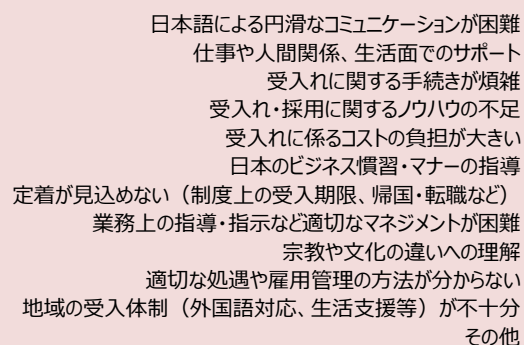 日本語による円滑なコミュニケーションが困難
仕事や人間関係、生活面でのサポート
受入れに関する手続きが煩雑
受入れ・採用に関するノウハウの不足
受入れに係るコストの負担が大きい
日本のビジネス慣習・マナーの指導
定着が見込めない（制度上の受入期限、帰国・転職など）
業務上の指導・指示など適切なマネジメントが困難
宗教や文化の違いへの理解
適切な処遇や雇用管理の方法が分からない
地域の受入体制（外国語対応、生活支援等）が不十分
その他